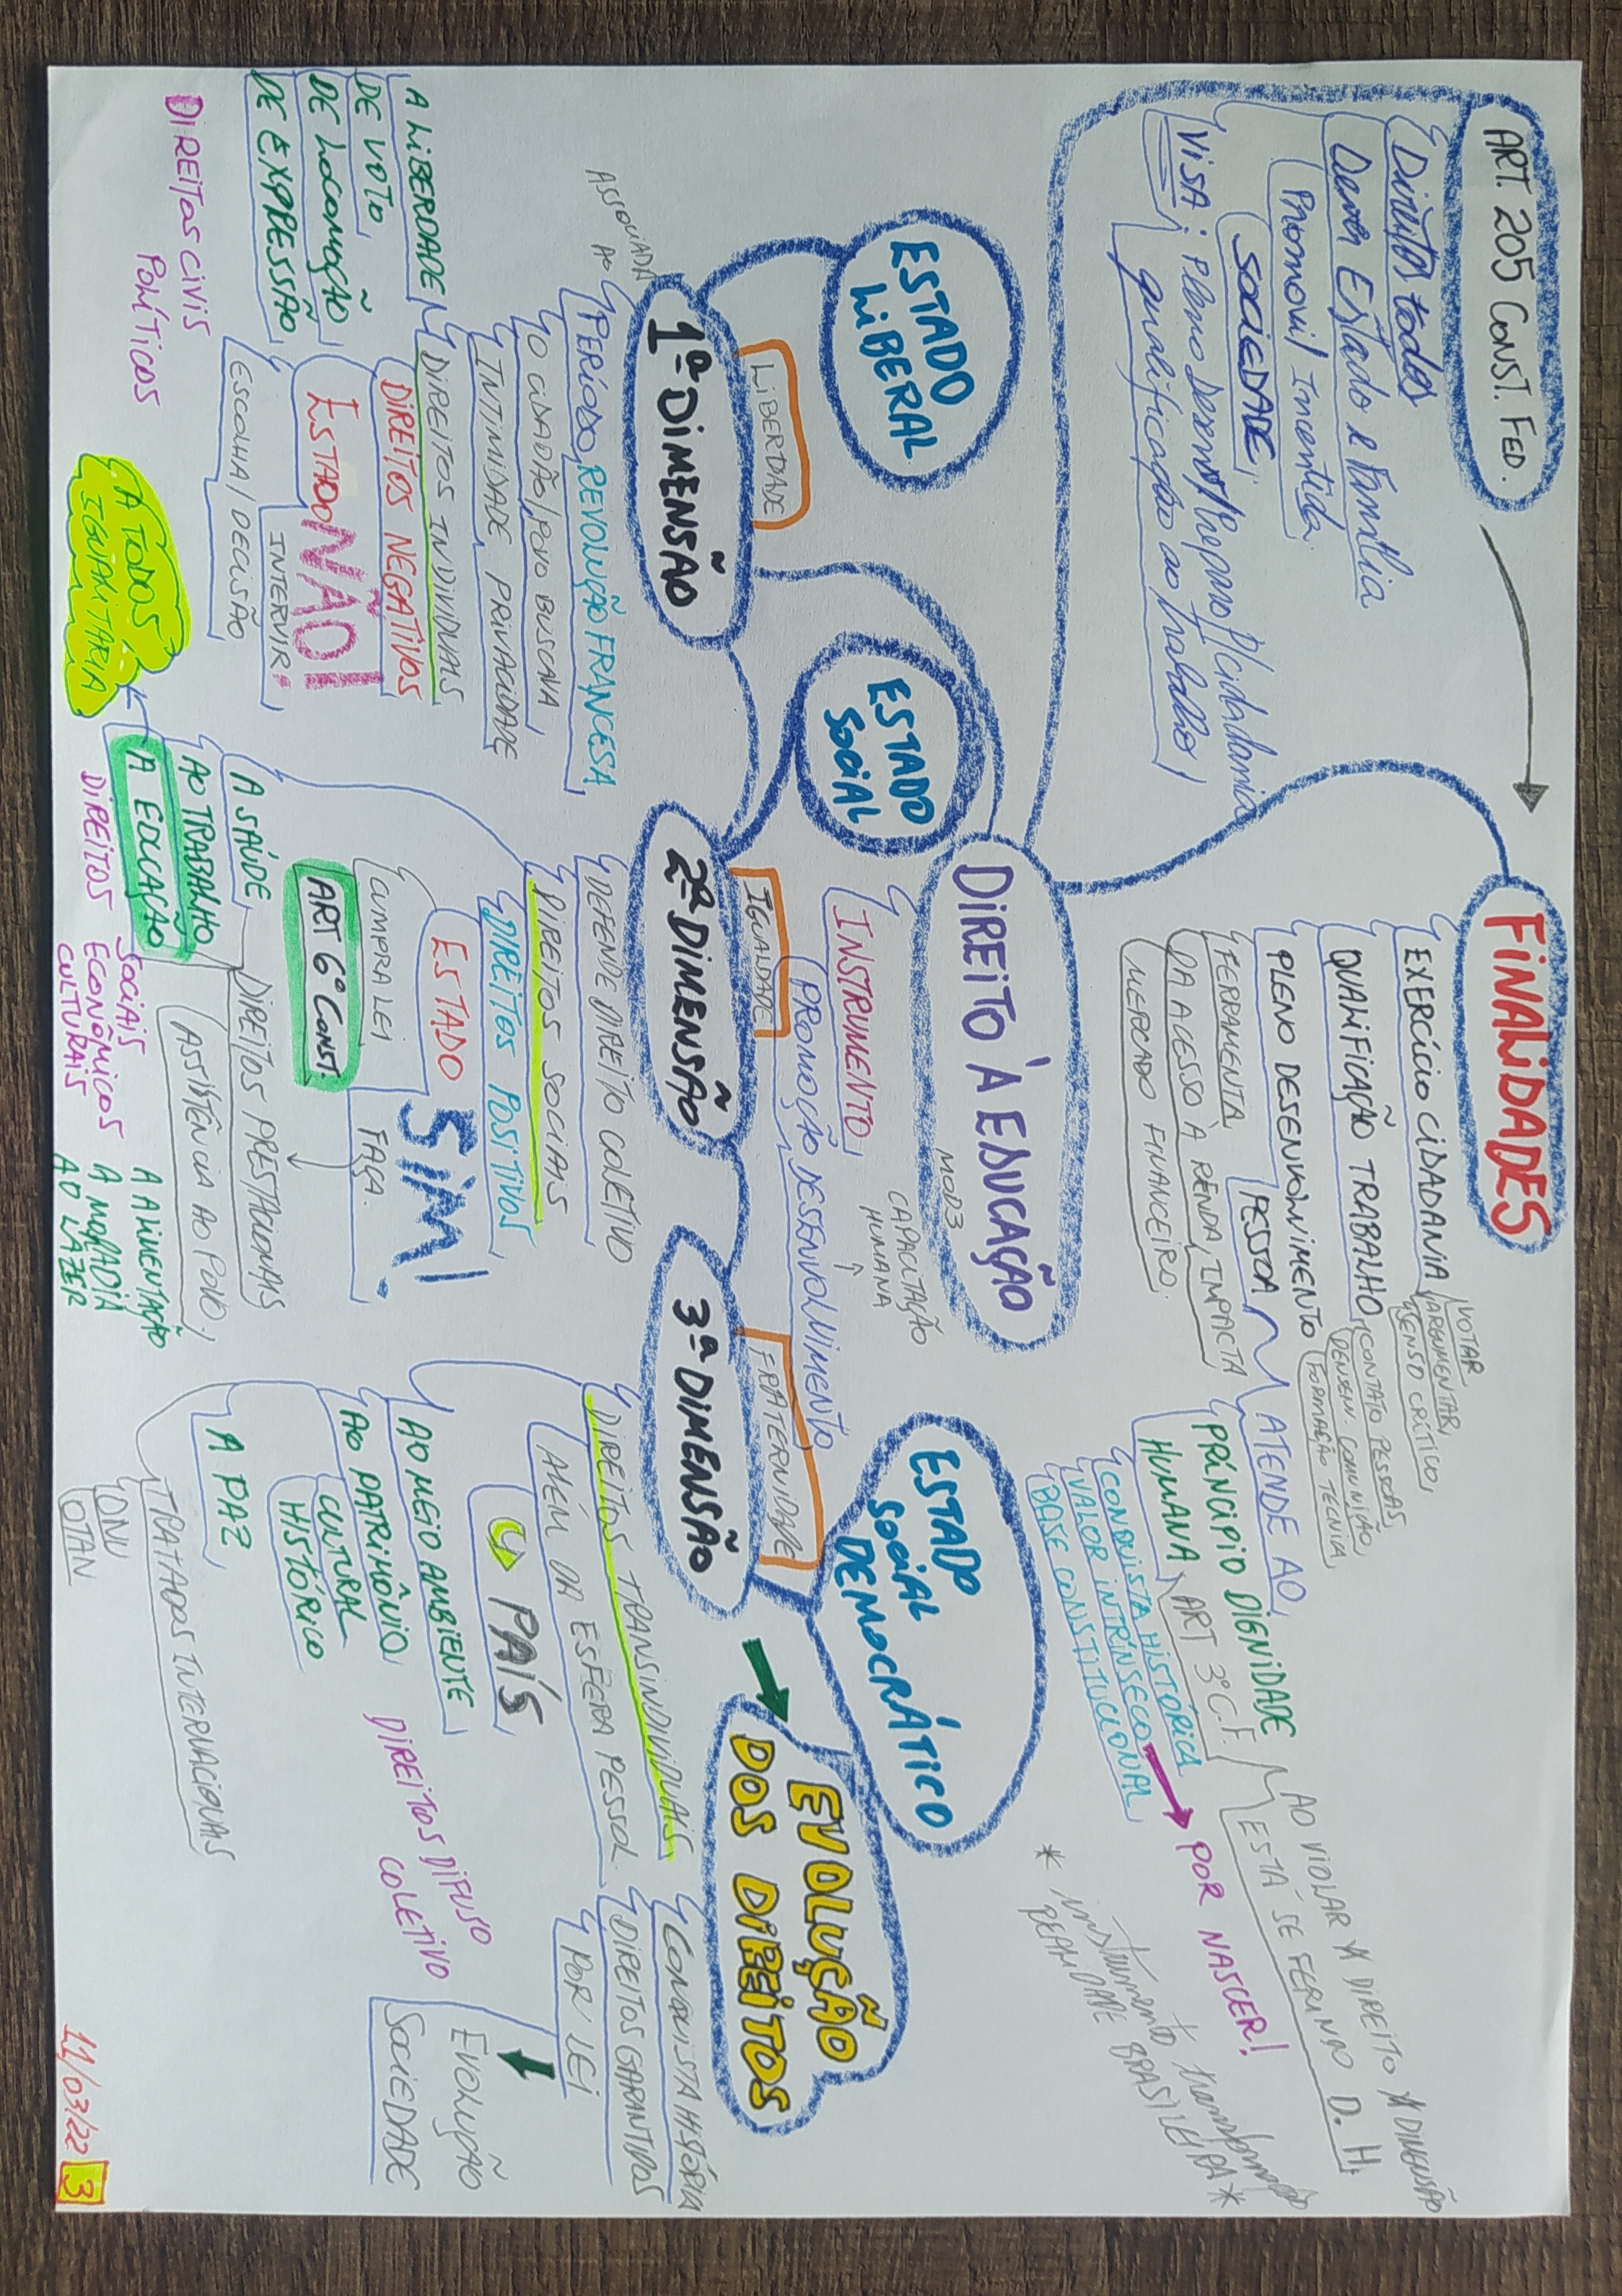 ART. 205 CONST. FED.
Direitos todos
Dever Estado e Família
Promovil Incentida
SOCIEDADE
VISA: Pleno Desenv/Preparo P/cidadania
qualificação ao trabalho
FINALIDADES
EXERCÍCIO CIDADANIA
VOTAR
ARGUMENTAR
SENSO CRÍTICO
QUALIFICAÇÃO TRABALHO
CONTATO PESSOAS
DENSENV. COMUNIÇÃO
FORMAÇÃO TECNICA
PLENO DESENVOLVIMENTO
PESSOA
FERRAMENTA
DA ACESSO À RENDA, IMPACTA
MERCADO FINANCEIRO.
ATENDE AO
PRÍNCIPIO DIGNIDADE
HUMANA
ART 3º C.F.
CONQUISTA HISTÓRICA
VALOR INTRÍNSECO
BASE CONSTITUCIONAL
POR NASCER!
AO VIOLAR DIREITO DIMENSÃO
ESTÁ SE FERINDO D. H.
* instrumento transformação
REALIDADE BRASILEIRA *
DIREITO À EDUCAÇÃO
MOD3
INSTRUMENTO
PROMOÇÃO DESENVOLVIMENTO
CAPACITAÇÃO
HUMANA
ESTADO
LIBERAL
ESTADO
SOCIAL
ESTADO
SOCIAL
DEMOCRÁTICO
EVOLUÇÃO
DOS DIREITOS
CONQUISTA HISTÓRICA
DIREITOS GARANTIDOS
POR LEI
EVOLUÇÃO
SOCIEDADE
LIBERDADE
1ª DIMENSÃO
ASSOCIADA
AO
PERÍODO REVOLUÇÃO FRANCESA
O CIDADÃO/POVO BUSCAVA
INTIMIDADE PRIVACIDADE
DIREITOS INDIVIDUAIS
A LIBERDADE
DE VOTO
DE LOCOMOÇÃO
DE EXPRESSÃO
DIREITOS NEGATIVOS
ESTADO NÃO!
INTERVIR
ESCOLHA/DECISÃO
DIREITOS CIVIS
POLÍTICOS
IGUALDADE
2ª DIMENSÃO
DEFENDE DIREITO COLETIVO
DIREITOS SOCIAIS
DIREITOS POSITIVOS
ESTADO SIM!
CUMPRA LEI
FAÇA.
ART 6º CONST.
DIREITOS PRESTACIONAIS
ASSISTÊNCIA AO POVO
A SAÚDE
AO TRABALHO
A EDUCAÇÃO
A TODOS
IGUALITARIA
DIREITOS
SOCIAIS
ECONÔMICOS
CULTURAIS
A ALIMENTAÇÃO
A MORADIA
AO LAZER
FRATERNIDADE
3ª DIMENSÃO
DIREITOS TRANSINDIVIDUAIS
ALÉM DA ESFERA PESSOL
PAÍS
AO MEIO AMBIENTE
AO PATRIMÔNIO
CULTURAL
HISTÓRICO
A PAZ
DIREITOS DIFUSO
COLETIVO
TRATADOS INTERNACIONAIS
ONU
OTAN
11/03/22 3